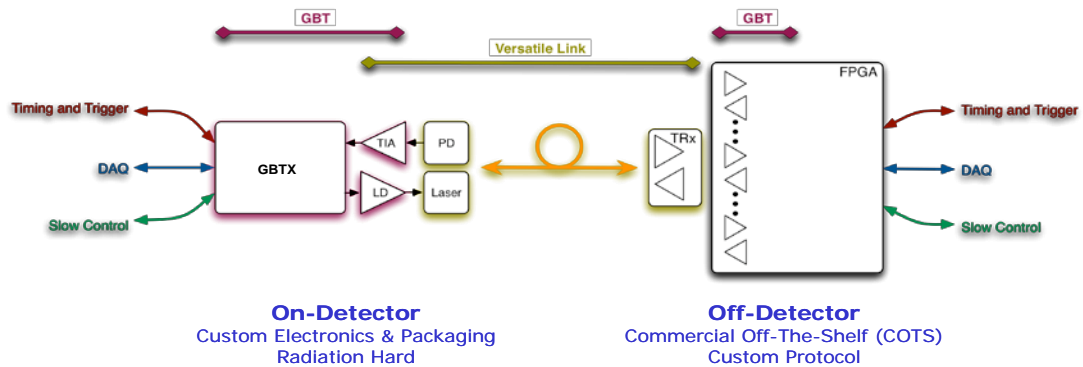 GBT
GBT
Versatile Link
FPGA
Timing and Trigger
DAQ
Slow Control
GBTX
TIA
PD
LD
Laser
TRx
Timing and Trigger
DAQ
Slow Control
On-Detector
Custom Electronics & Packaging
Radiation Hard
Off-Detector
Commercial Off-The-Shelf (COTS)
Custom Protocol